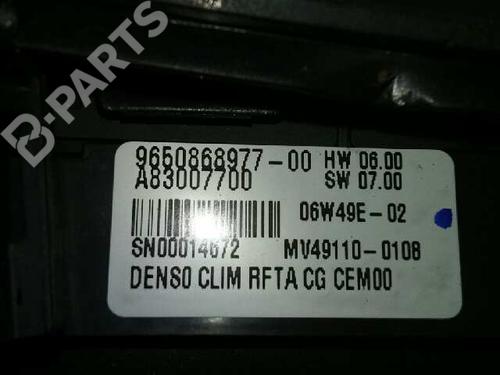 B-PARTS
9650868977-00 HW 06.00
A83007700 SW 07.00
06W49E-02
SN00014672 MV49110-0108
DENSO CLIM RFTA CG CEM00